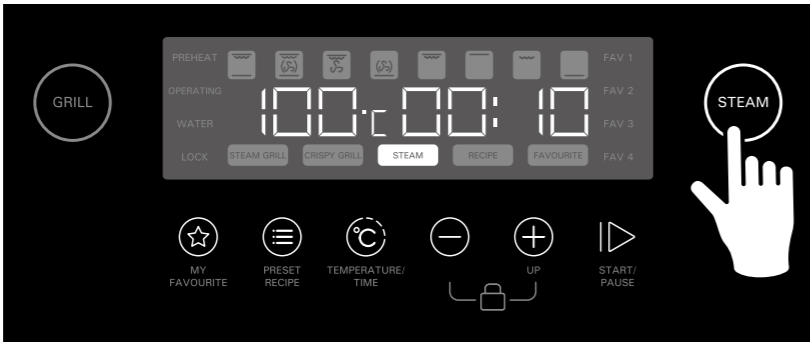 PREHEAT
FAV 1
OPERATING
FAV 2
WATER
FAV 3
100°C 00:10
LOCK
STEAM GRILL
CRISPY GRILL
STEAM
RECIPE
FAVOURITE
FAV 4
GRILL
STEAM
°C
MY
FAVOURITE
PRESET
RECIPE
TEMPERATURE/
TIME
UP
START/
PAUSE